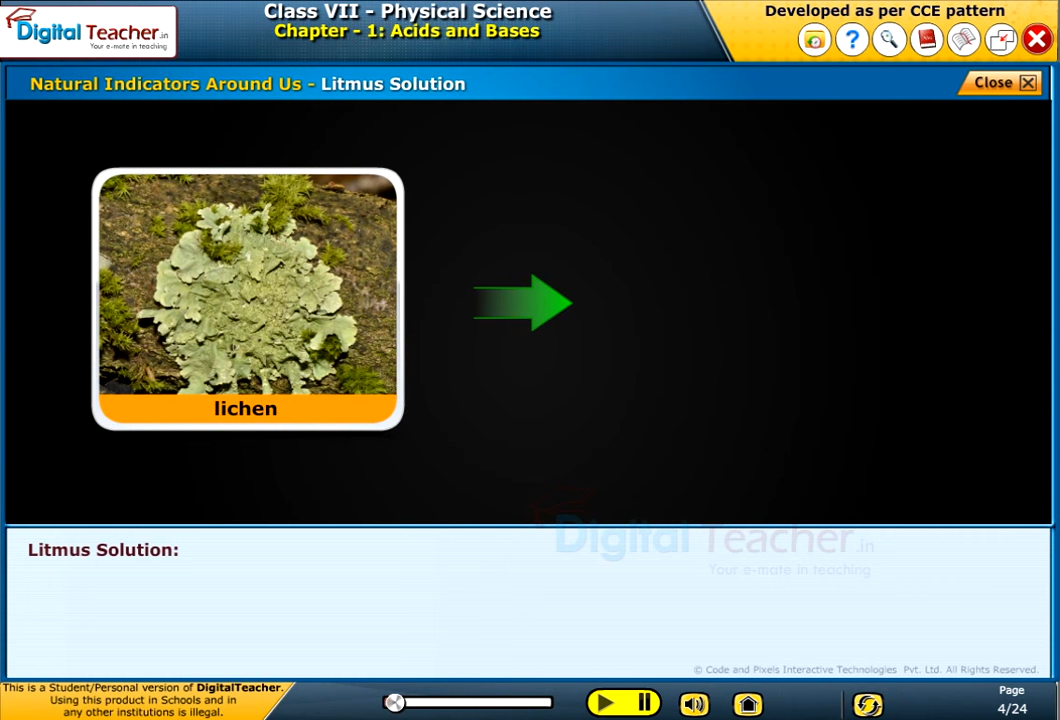 Digital Teacher.in
Your e-mate in teaching
Class VII - Physical Science
Chapter - 1: Acids and Bases
Developed as per CCE pattern
?
Natural Indicators Around Us - Litmus Solution
Close
lichen
Litmus Solution:
Digital Teacher.in
Your e-mate in teaching
© Code and Pixels Interactive Technologies Pvt. Ltd. All Rights Reserved.
This is a Student/Personal version of DigitalTeacher.
Using this product in Schools and in
any other institutions is illegal.
Page
4/24